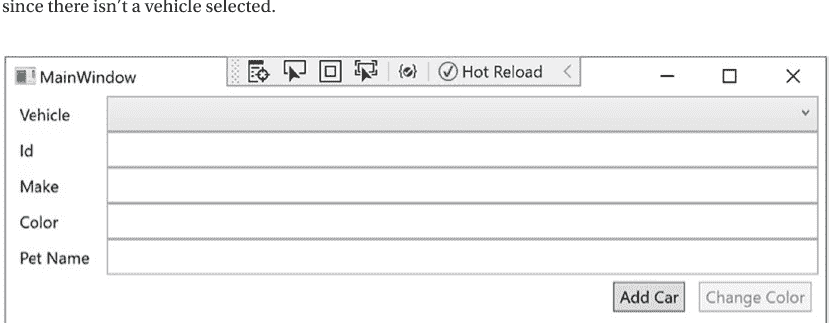 since there isn't a vehicle selected.
MainWindow
Hot Reload
Vehicle
Id
Make
Color
Pet Name
Add Car Change Color